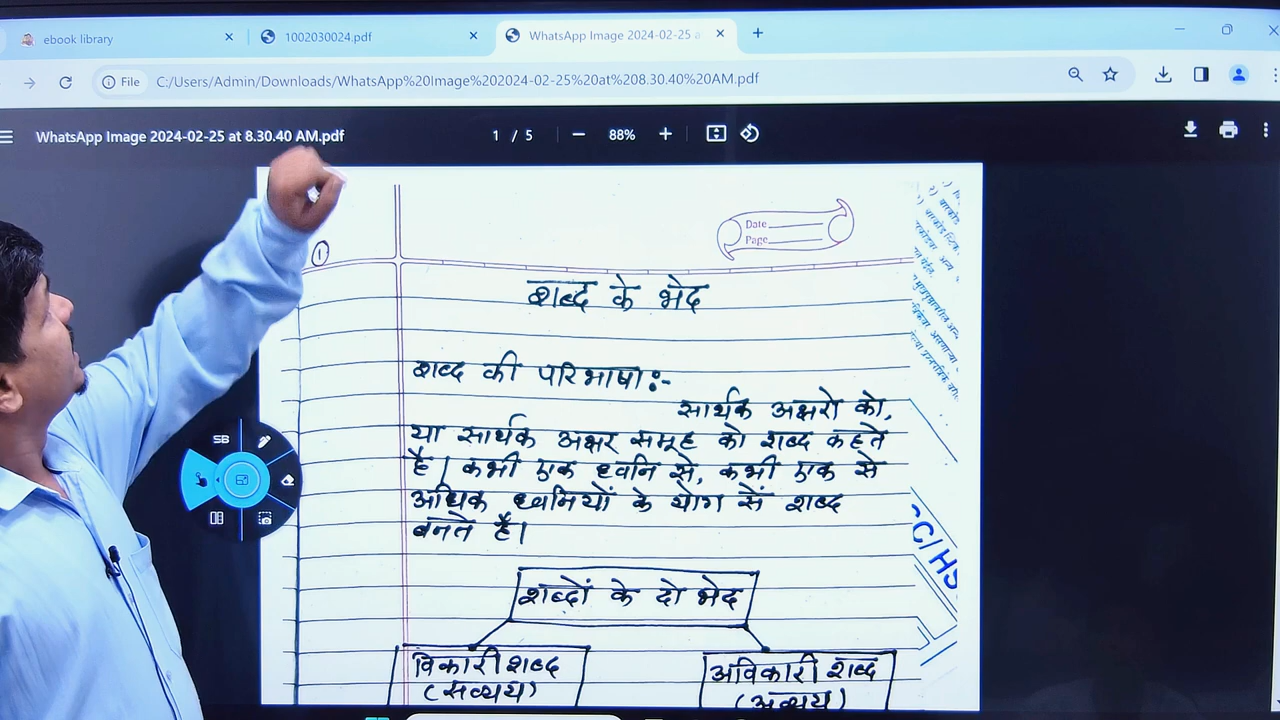 ebook library
1002030024.pdf
WhatsApp Image 2024-02-25 a
File
C:/Users/Admin/Downloads/WhatsApp%20Image%202024-02-25%20at%208.30.40%20AM.pdf
WhatsApp Image 2024-02-25 at 8.30.40 AM.pdf
1 / 5
88%
Date
Page
1
शब्द के भेद
शब्द की परिभाषा:-
सार्थक अक्षरो को,
या सार्थक अक्षर समूह को शब्द कहते
है। कभी एक ध्वनि से, कभी एक से
अधिक ध्वनियों के योग सें शब्द
बनते है।
शब्दों के दो भेद
विकारी शब्द
(सव्यय)
अविकारी शब्द
(अव्यय)
SB